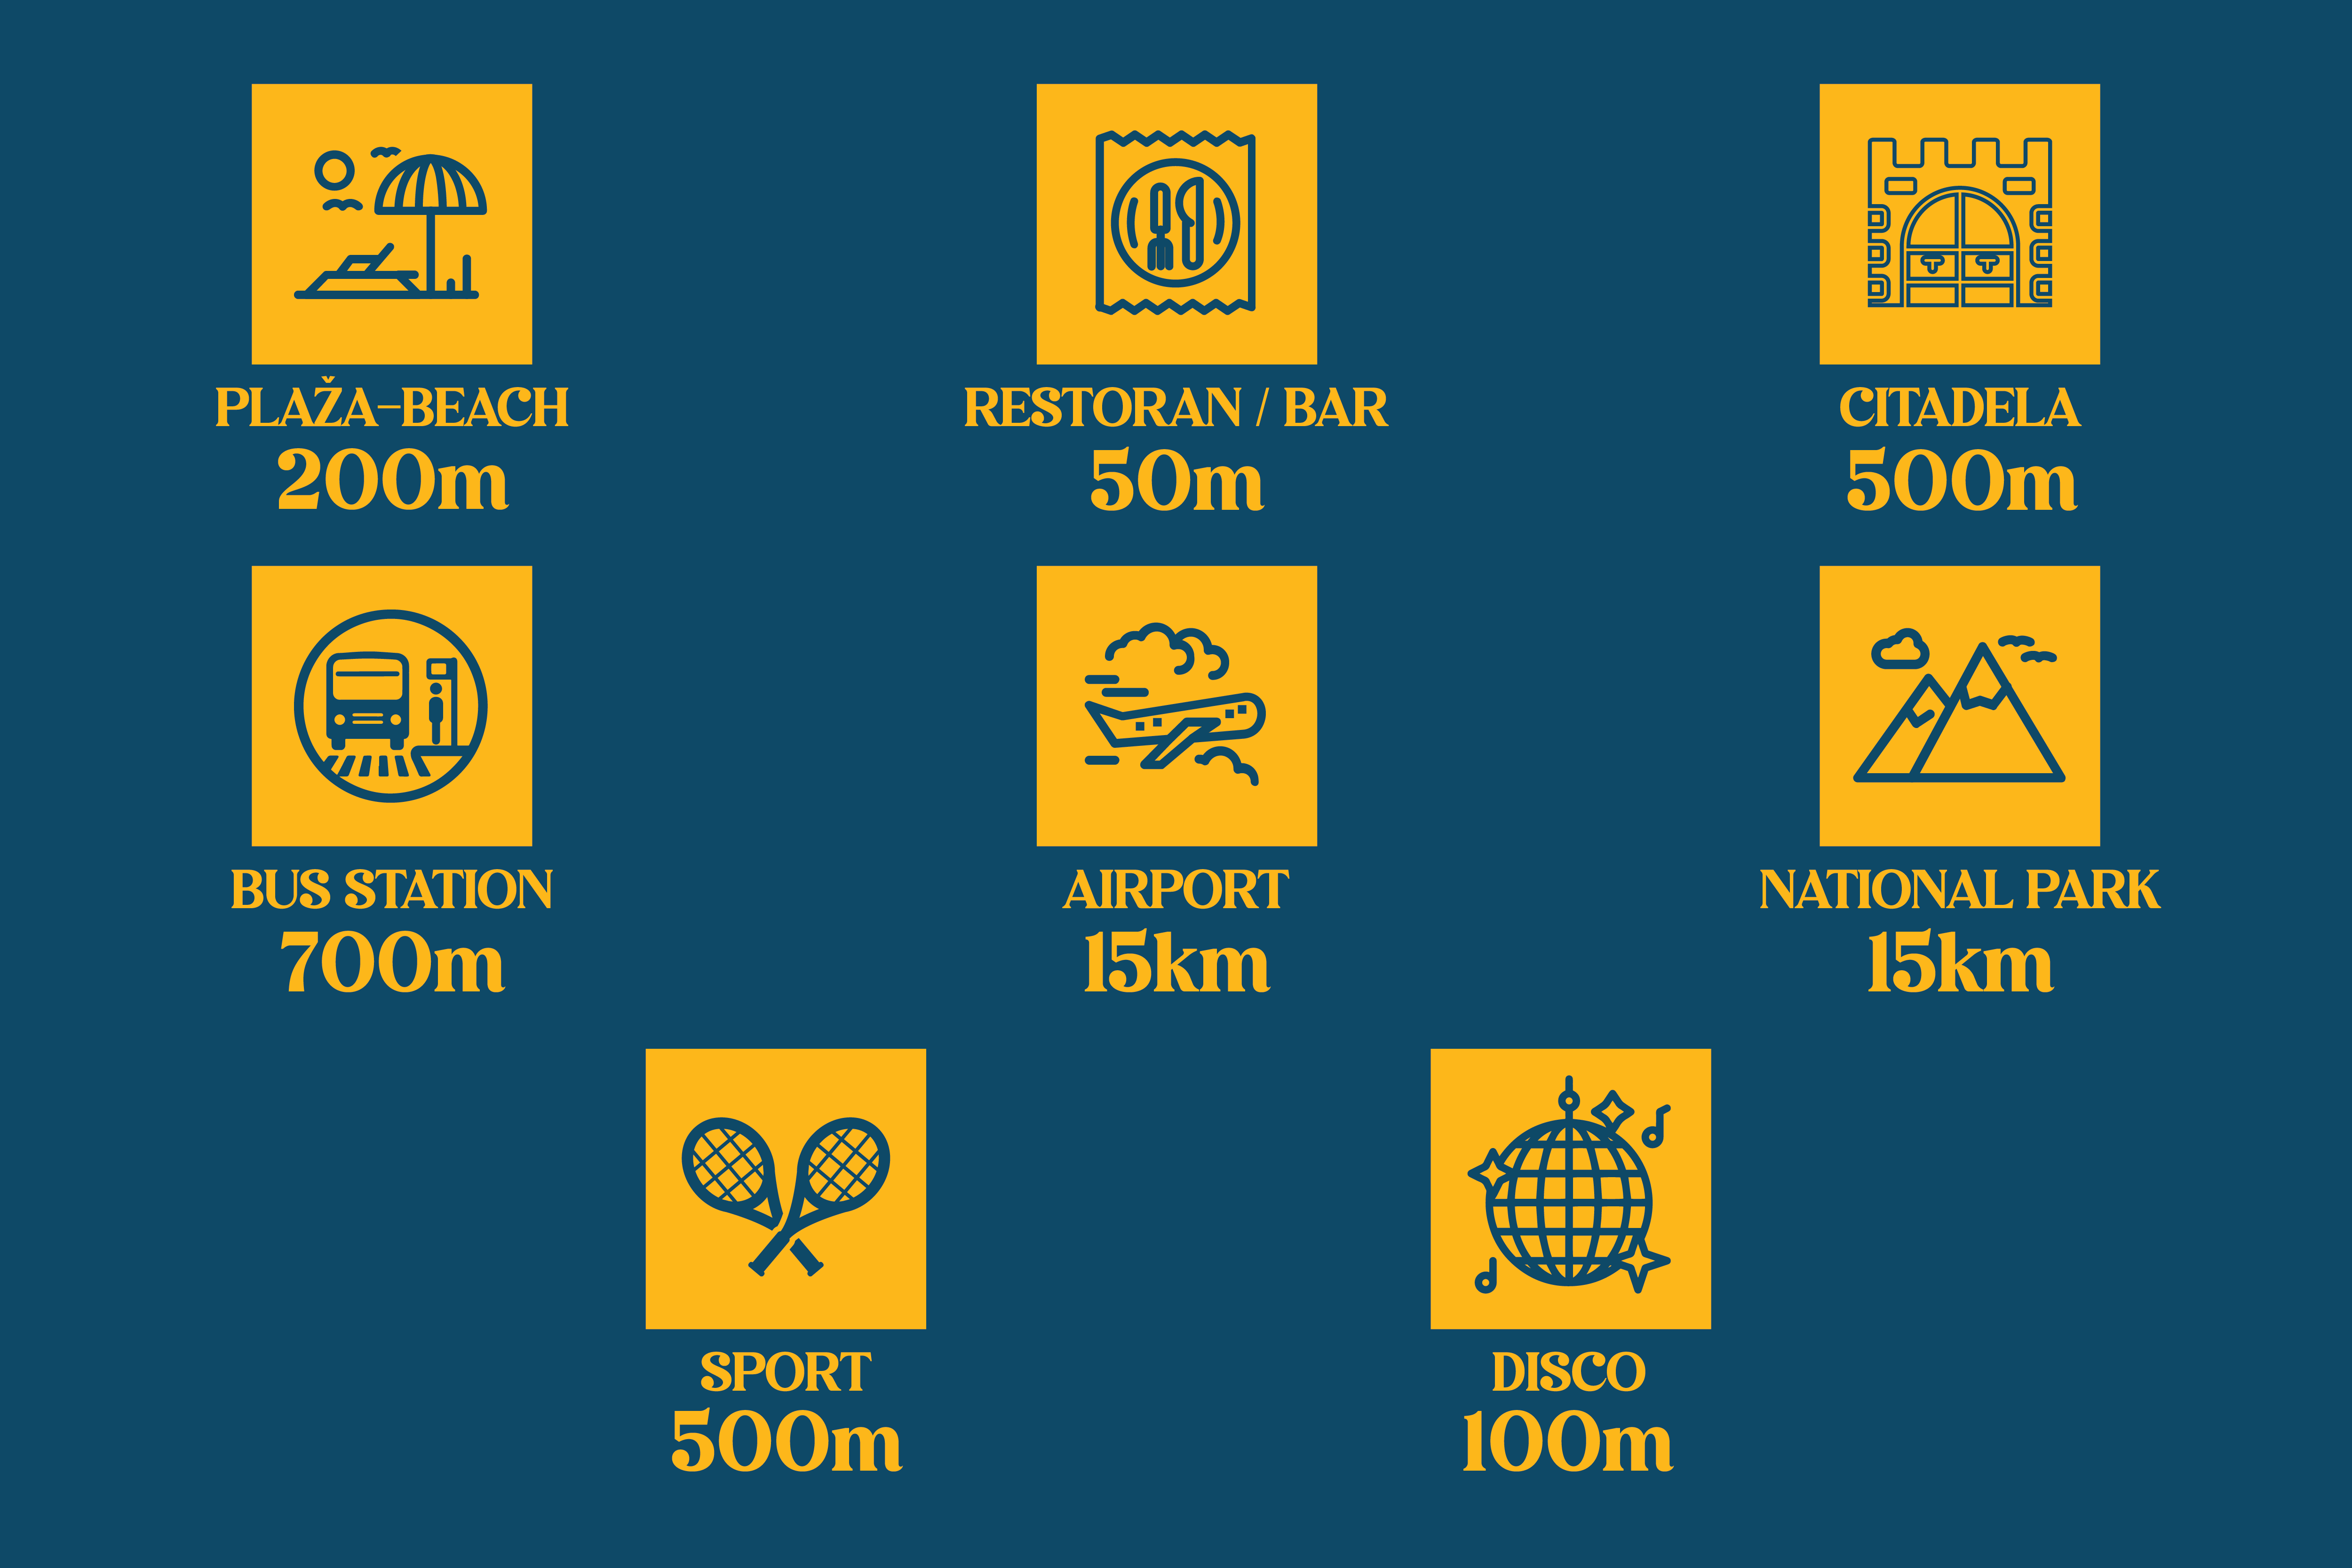 PLAŽA–BEACH
200m
RESTORAN / BAR
50m
CITADELA
500m
BUS STATION
700m
AIRPORT
15km
NATIONAL PARK
15km
SPORT
500m
DISCO
100m